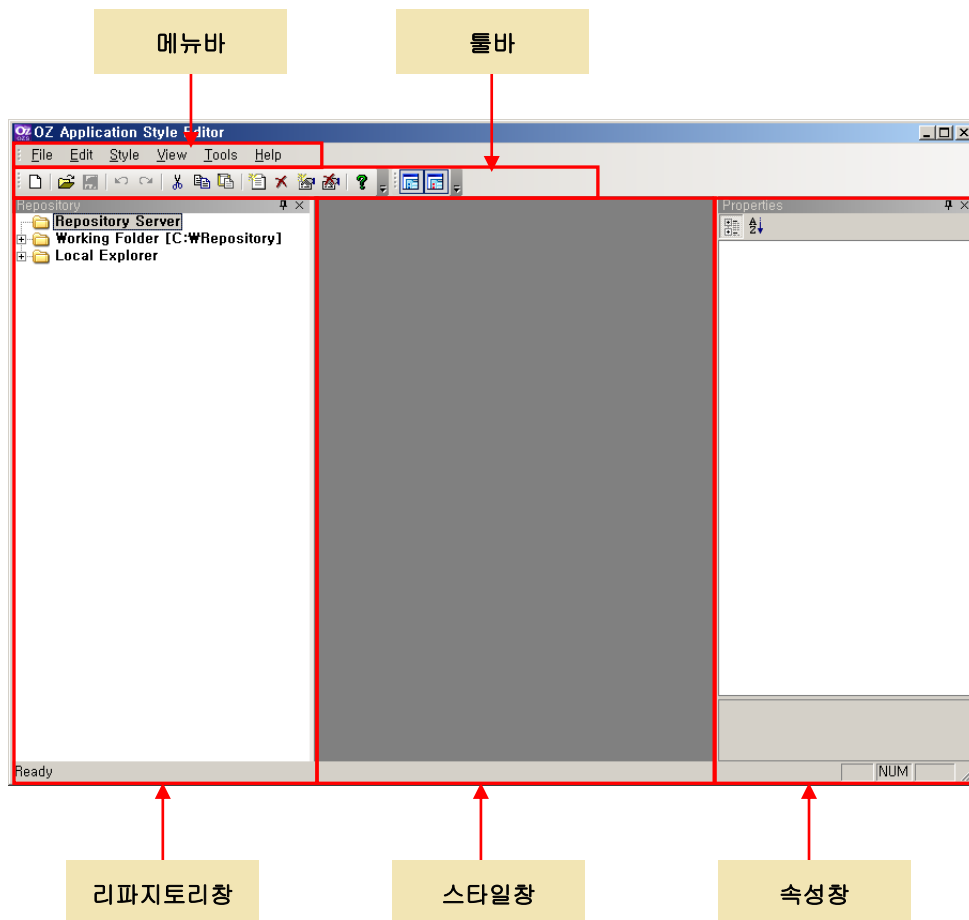 메뉴바
툴바
OZ Application Style Editor
File Edit Style View Tools Help
Repository
Properties
Repository Server
Working Folder [C:₩Repository]
Local Explorer
Ready
NUM
리파지토리창
스타일창
속성창